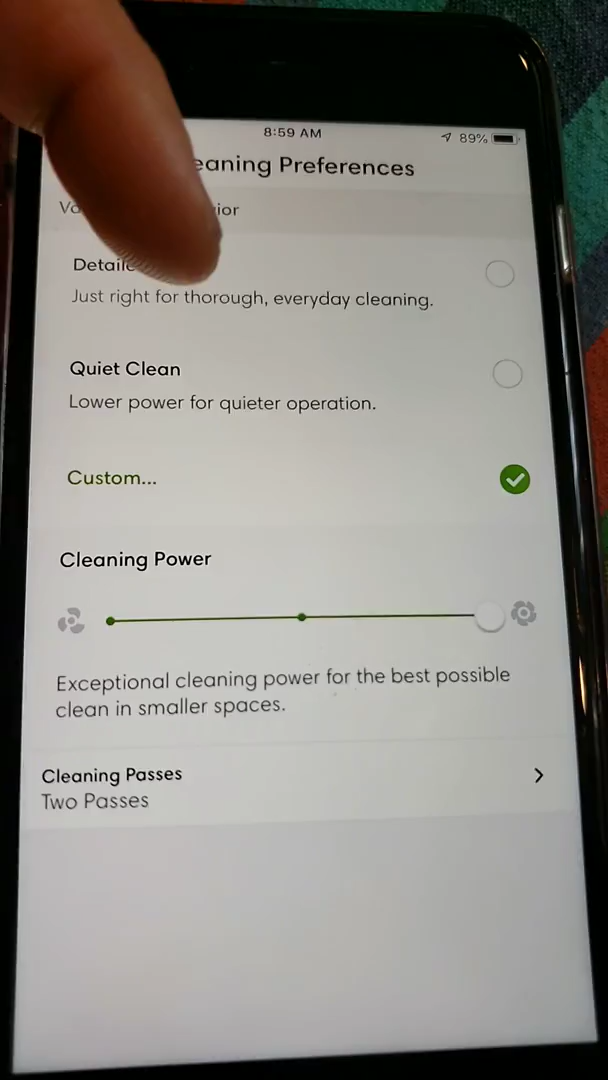 8:59 AM
89%
eaning Preferences
Va ior
Detaile
Just right for thorough, everyday cleaning.
Quiet Clean
Lower power for quieter operation.
Custom...
Cleaning Power
Exceptional cleaning power for the best possible
clean in smaller spaces.
Cleaning Passes
Two Passes